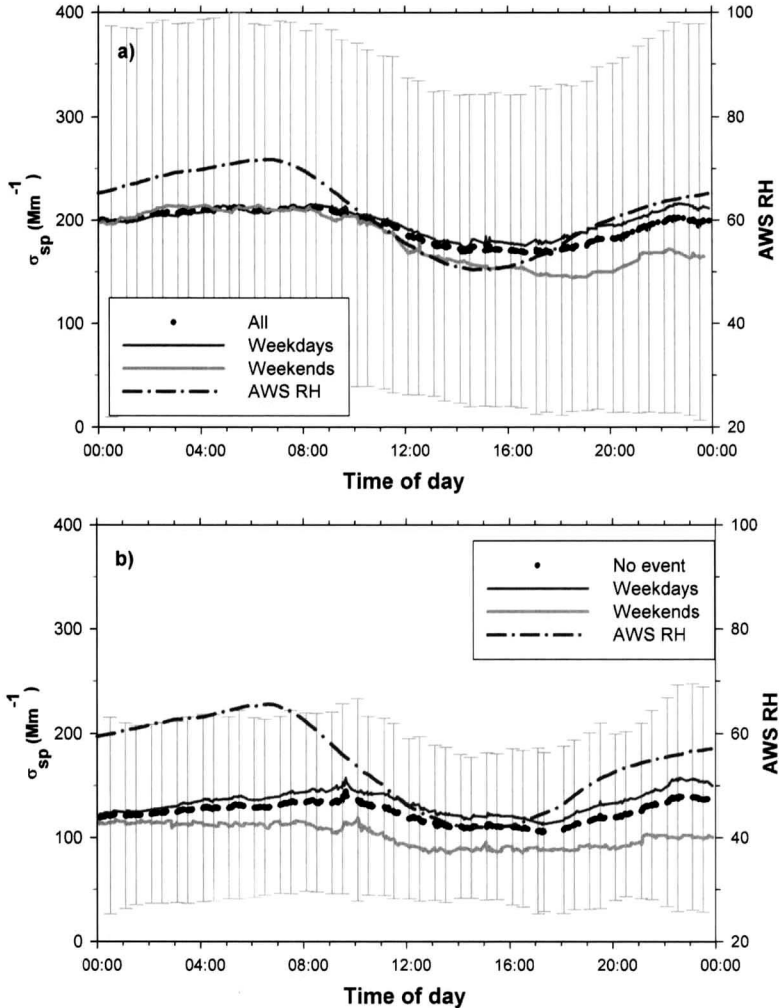 400
300
200
100
0
σsp (Mm-1)
a)
100
80
60
40
20
AWS RH
All
Weekdays
Weekends
AWS RH
00:00 04:00 08:00 12:00 16:00 20:00 00:00
Time of day
400
300
200
100
0
σsp (Mm-1)
b)
100
80
60
40
20
AWS RH
No event
Weekdays
Weekends
AWS RH
00:00 04:00 08:00 12:00 16:00 20:00 00:00
Time of day